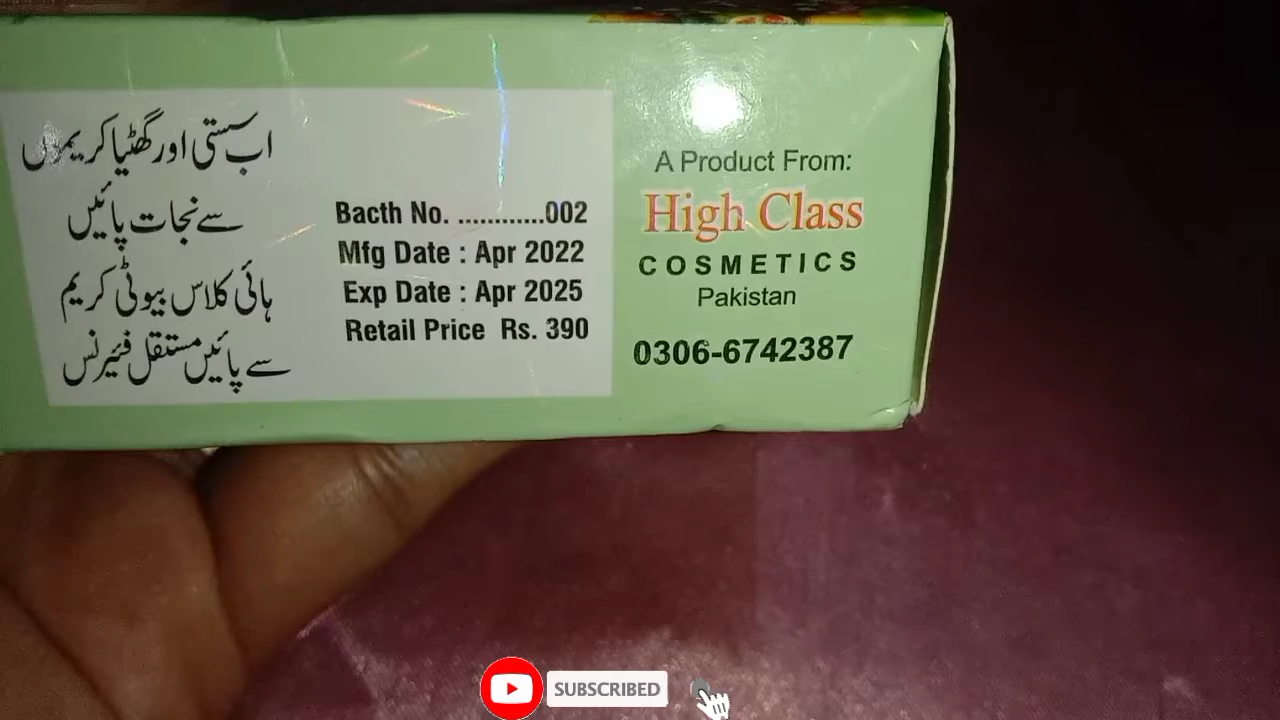 اب سستی اور گھٹیا کریموں
سے نجات پائیں
ہائی کلاس بیوٹی کریم
سے پائیں مستقل فئیرنس
Bacth No. ............002
Mfg Date : Apr 2022
Exp Date : Apr 2025
Retail Price Rs. 390
A Product From:
High Class
COSMETICS
Pakistan
0306-6742387
SUBSCRIBED